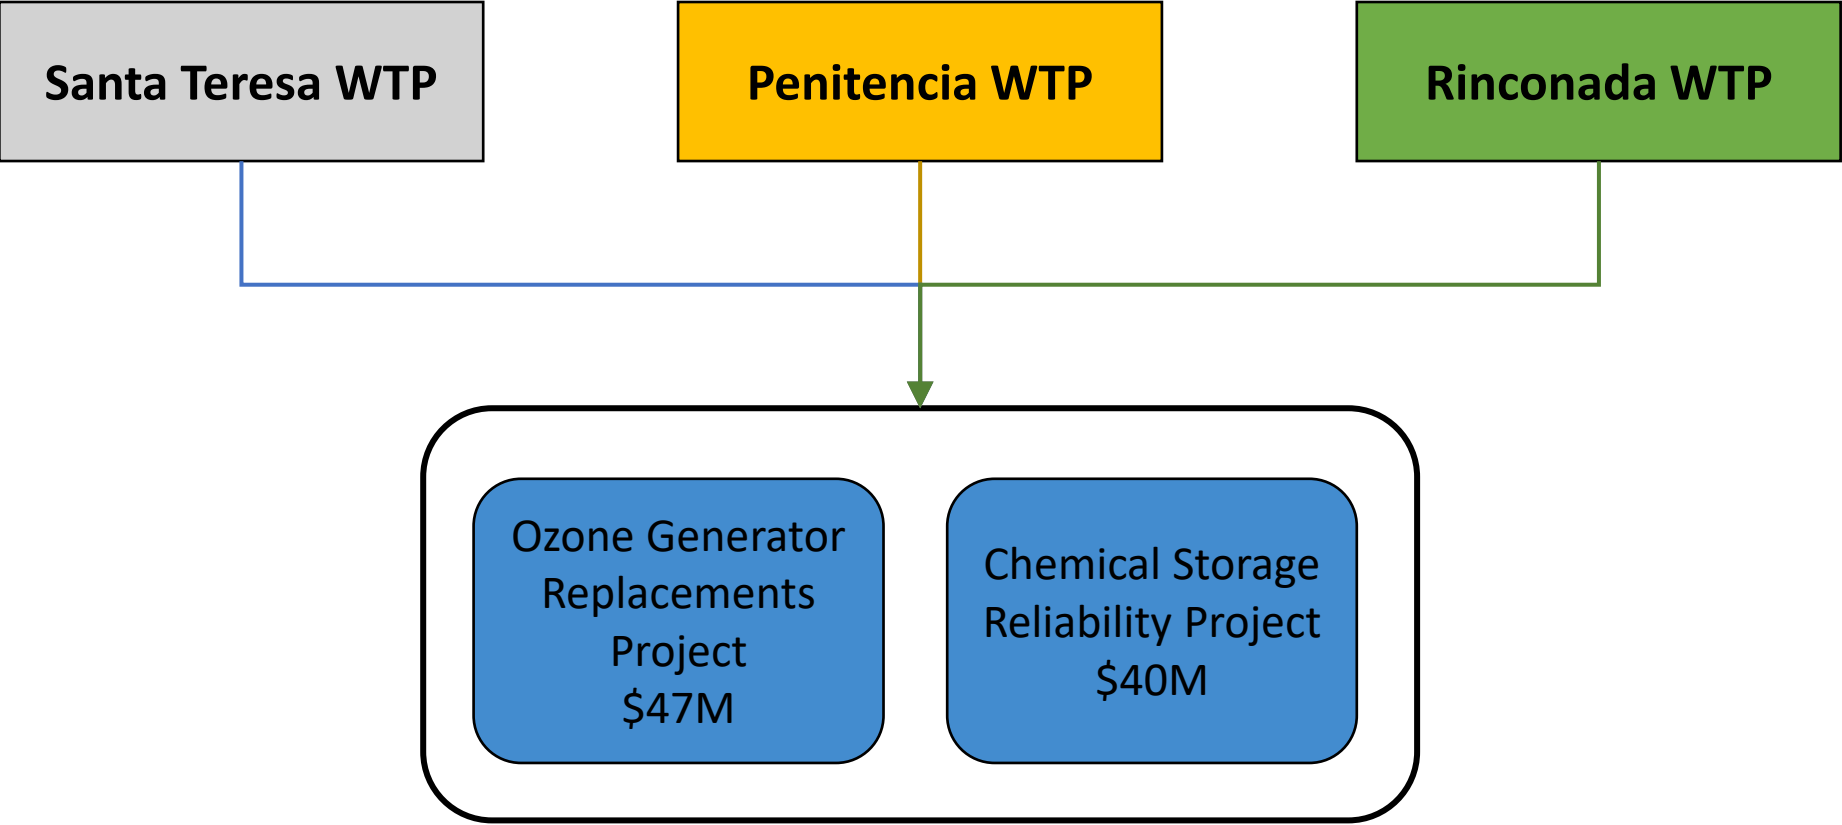 Santa Teresa WTP
Penitencia WTP
Rinconada WTP
Ozone Generator
Replacements
Project
$47M
Chemical Storage
Reliability Project
$40M